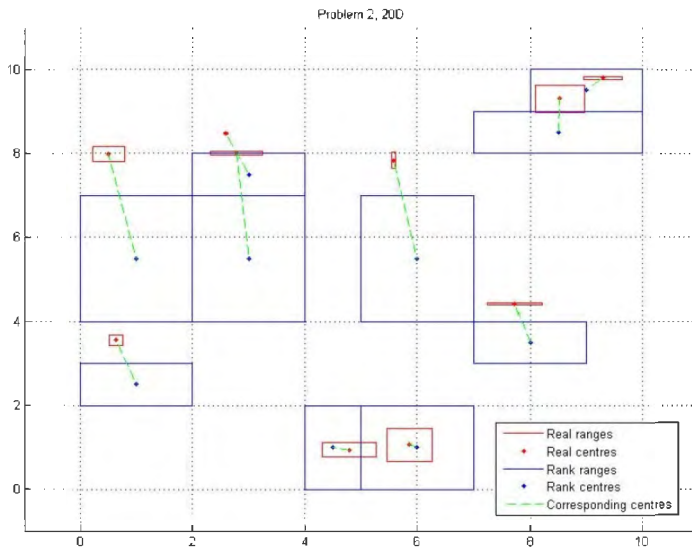 Problem 2, 20D
10
8
6
4
2
0
0
2
4
6
8
10
Real ranges
Real centres
Rank ranges
Rank centres
Corresponding centres